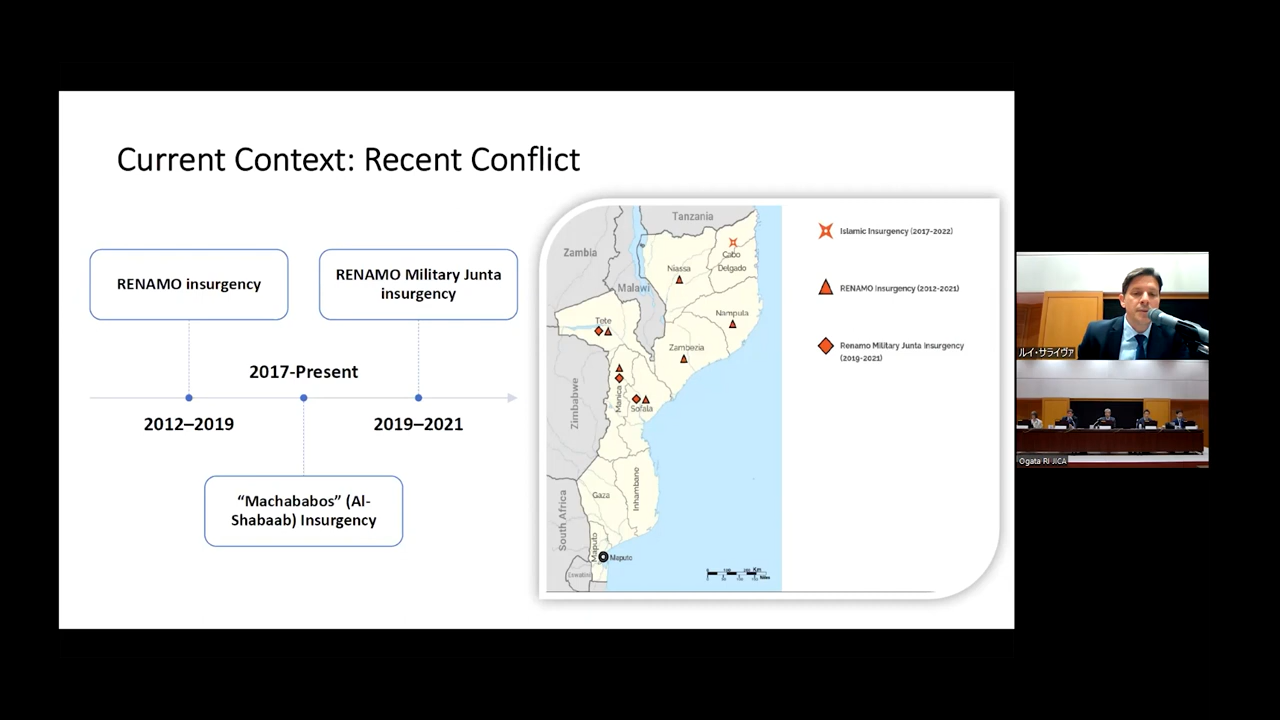 Current Context: Recent Conflict
RENAMO insurgency
RENAMO Military Junta
insurgency
2017-Present
2012–2019
2019–2021
“Machababos” (Al-
Shabaab) Insurgency
Tanzania
Zambia
Malawi
Cabo
Delgado
Niassa
Nampula
Tete
Zambezia
Zimbabwe
Manica
Sofala
Inhambane
Gaza
South Africa
Maputo
Maputo
Eswatini
Km
Miles
Islamic Insurgency (2017-2022)
RENAMO Insurgency (2012-2021)
Renamo Military Junta Insurgency
(2019-2021)
ルイ・サライヴァ
Ogata RI JICA